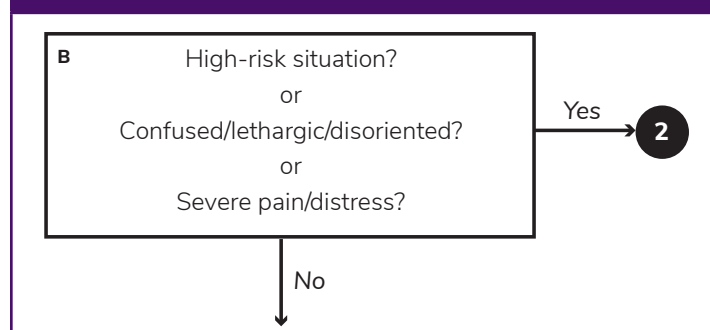 B
High-risk situation?
or
Confused/lethargic/disoriented?
or
Severe pain/distress?
Yes
2
No